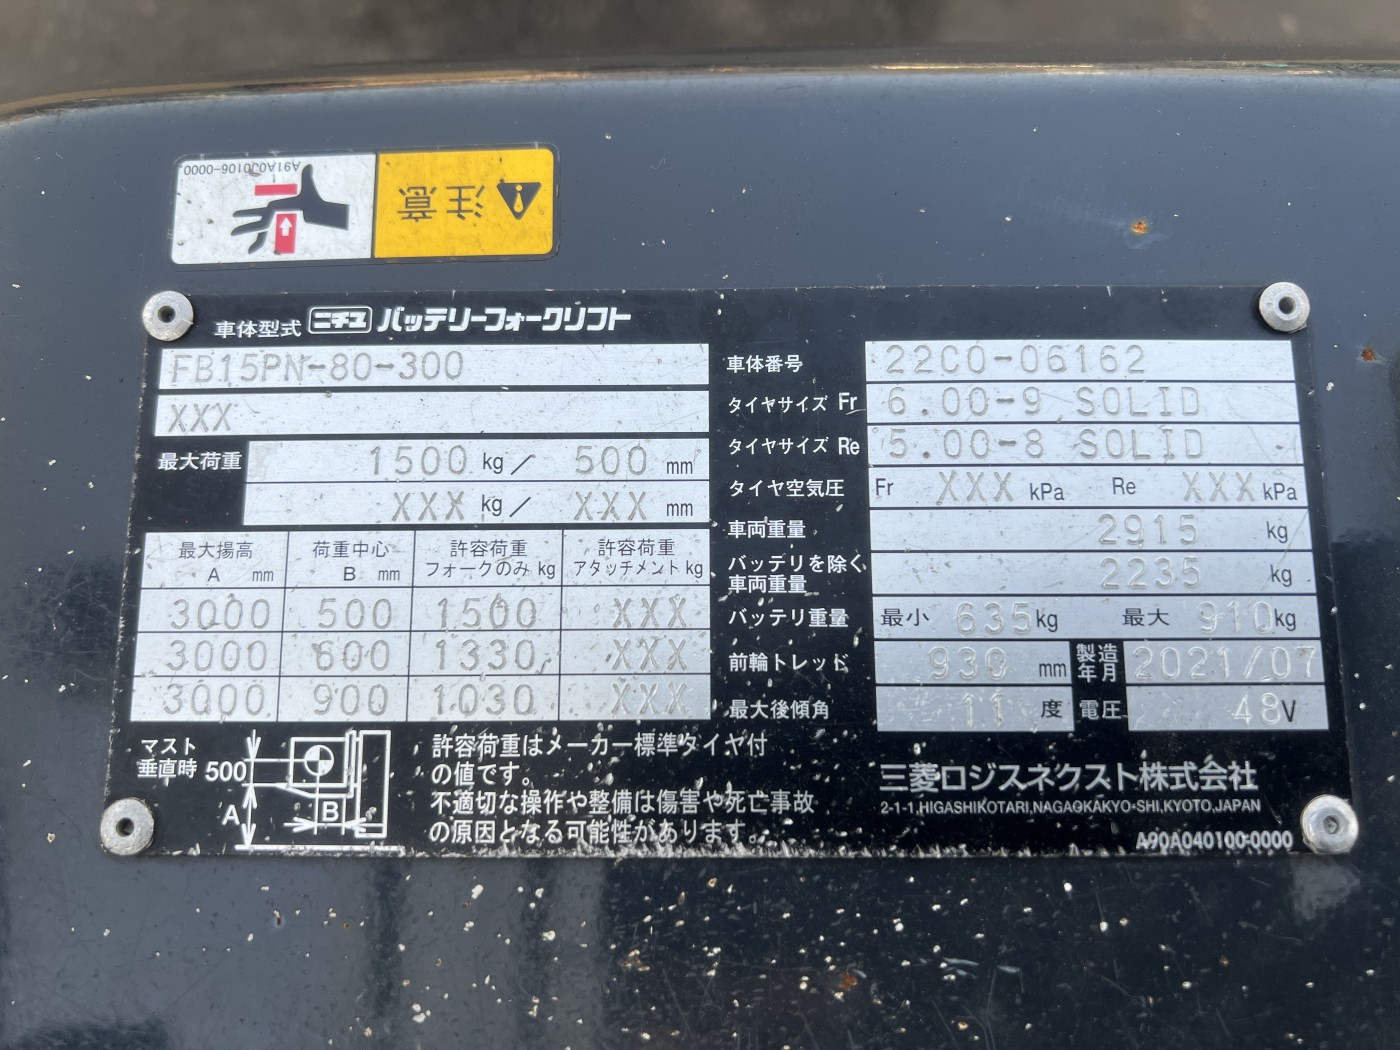 A91A0J0106-0000
注意
車体型式 ニチユ バッテリーフォークリフト
FB15PN-80-300
XXX
最大荷重 1500 kg／ 500 mm
XXX kg／ XXX mm
最大揚高 A mm 荷重中心 B mm 許容荷重 フォークのみ kg 許容荷重 アタッチメント kg
3000 500 1500 XXX
3000 600 1330 XXX
3000 900 1030 XXX
マスト
垂直時 500
A
B
許容荷重はメーカー標準タイヤ付
の値です。
不適切な操作や整備は傷害や死亡事故
の原因となる可能性があります。
車体番号 22C0-06162
タイヤサイズ Fr 6.00-9 SOLID
タイヤサイズ Re 5.00-8 SOLID
タイヤ空気圧 Fr XXX kPa Re XXX kPa
車両重量 2915 kg
バッテリを除く
車両重量 2235 kg
バッテリ重量 最小 635 kg 最大 910 kg
前輪トレッド 930 mm 製造年月 2021/07
最大後傾角 11 度 電圧 48 V
三菱ロジスネクスト株式会社
2-1-1,HIGASHIKOTARI,NAGAOKAKYO-SHI,KYOTO,JAPAN
A90A040100-0000